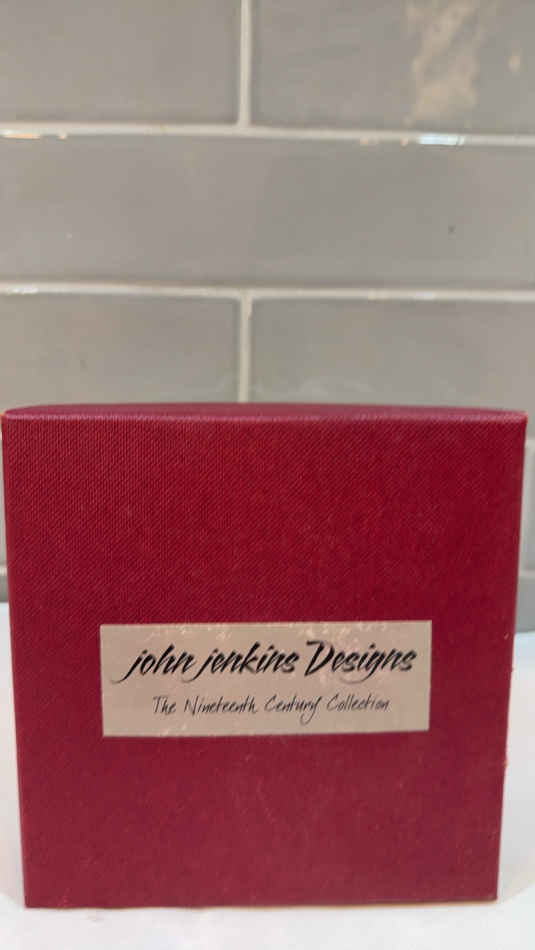 john jenkins Designs
The Nineteenth Century Collection